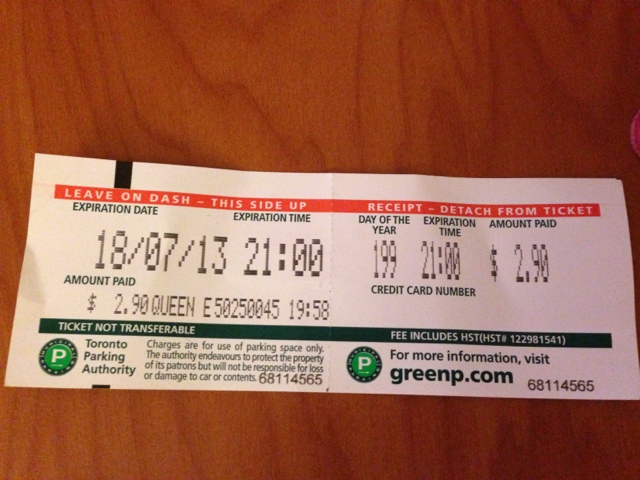 LEAVE ON DASH - THIS SIDE UP
EXPIRATION DATE
EXPIRATION TIME
18/07/13 21:00
AMOUNT PAID
$ 2.90 QUEEN E 50250045 19:58
TICKET NOT TRANSFERABLE
P
Toronto
Parking
Authority
Charges are for use of parking space only.
The authority endeavours to protect the property
of its patrons but will not be responsible for loss
or damage to car or contents. 68114565
RECEIPT - DETACH FROM TICKET
DAY OF THE YEAR
EXPIRATION TIME
AMOUNT PAID
199 21:00 $ 2.90
CREDIT CARD NUMBER
FEE INCLUDES HST(HST# 122981541)
P
For more information, visit
greenp.com 68114565